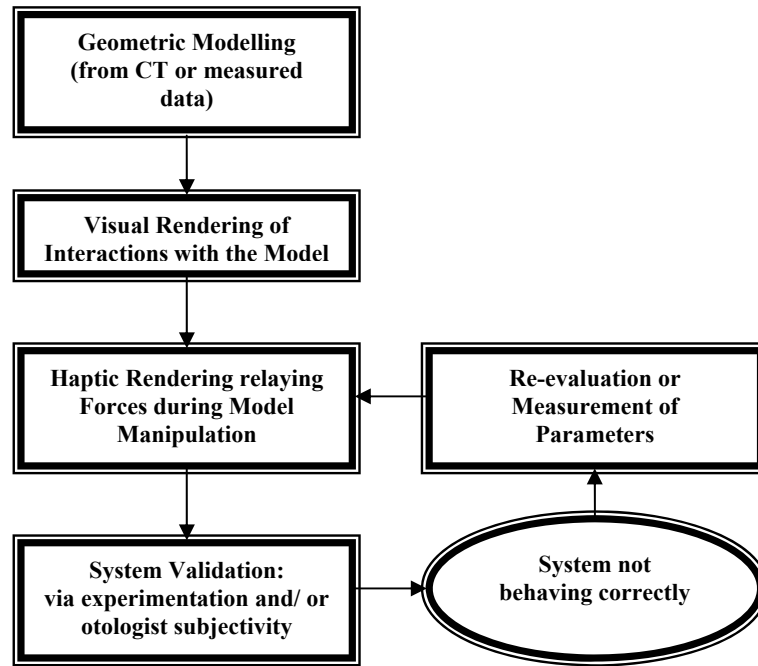 Geometric Modelling
(from CT or measured
data)
Visual Rendering of
Interactions with the Model
Haptic Rendering relaying
Forces during Model
Manipulation
Re-evaluation or
Measurement of
Parameters
System Validation:
via experimentation and/ or
otologist subjectivity
System not
behaving correctly